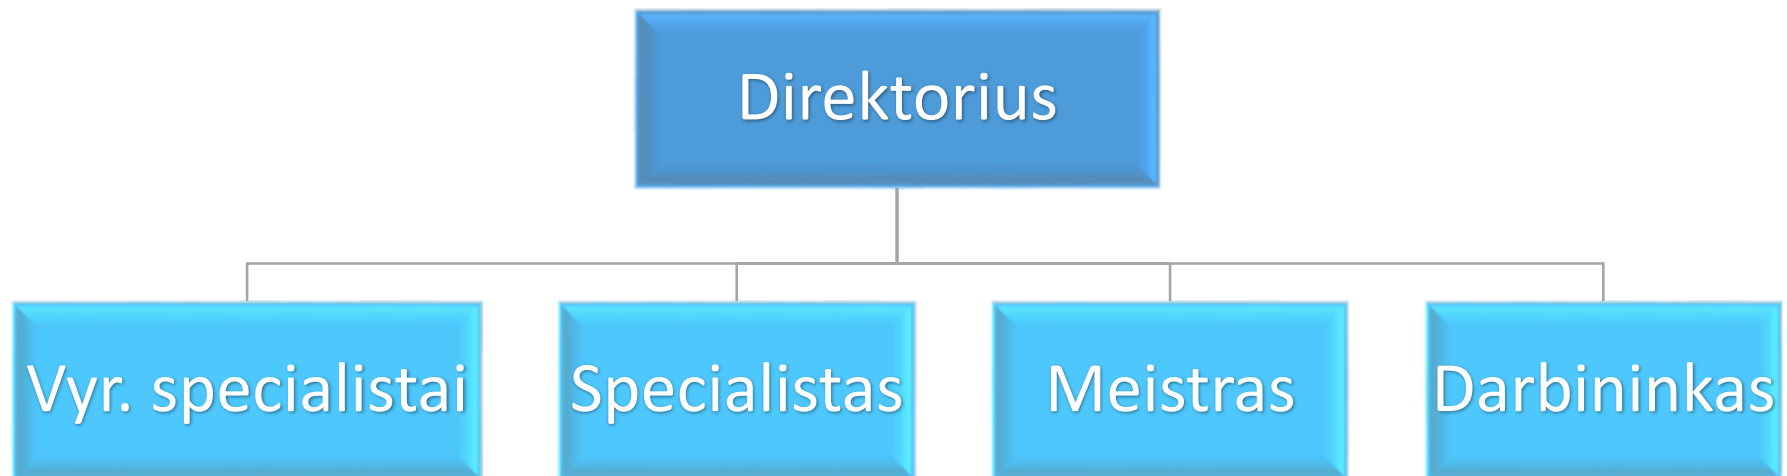 Direktorius
Vyr. specialistai
Specialistas
Meistras
Darbininkas